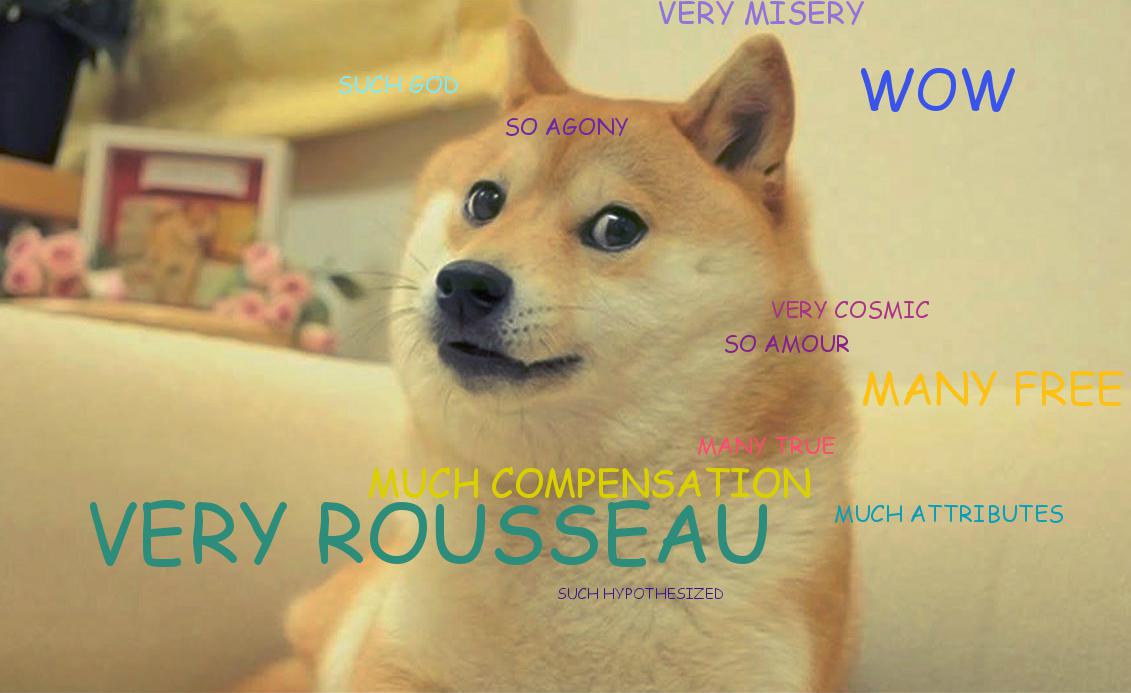 VERY MISERY
WOW
SUCH GOD
SO AGONY
VERY COSMIC
SO AMOUR
MANY FREE
MANY TRUE
MUCH COMPENSATION
MUCH ATTRIBUTES
VERY ROUSSEAU
SUCH HYPOTHESIZED